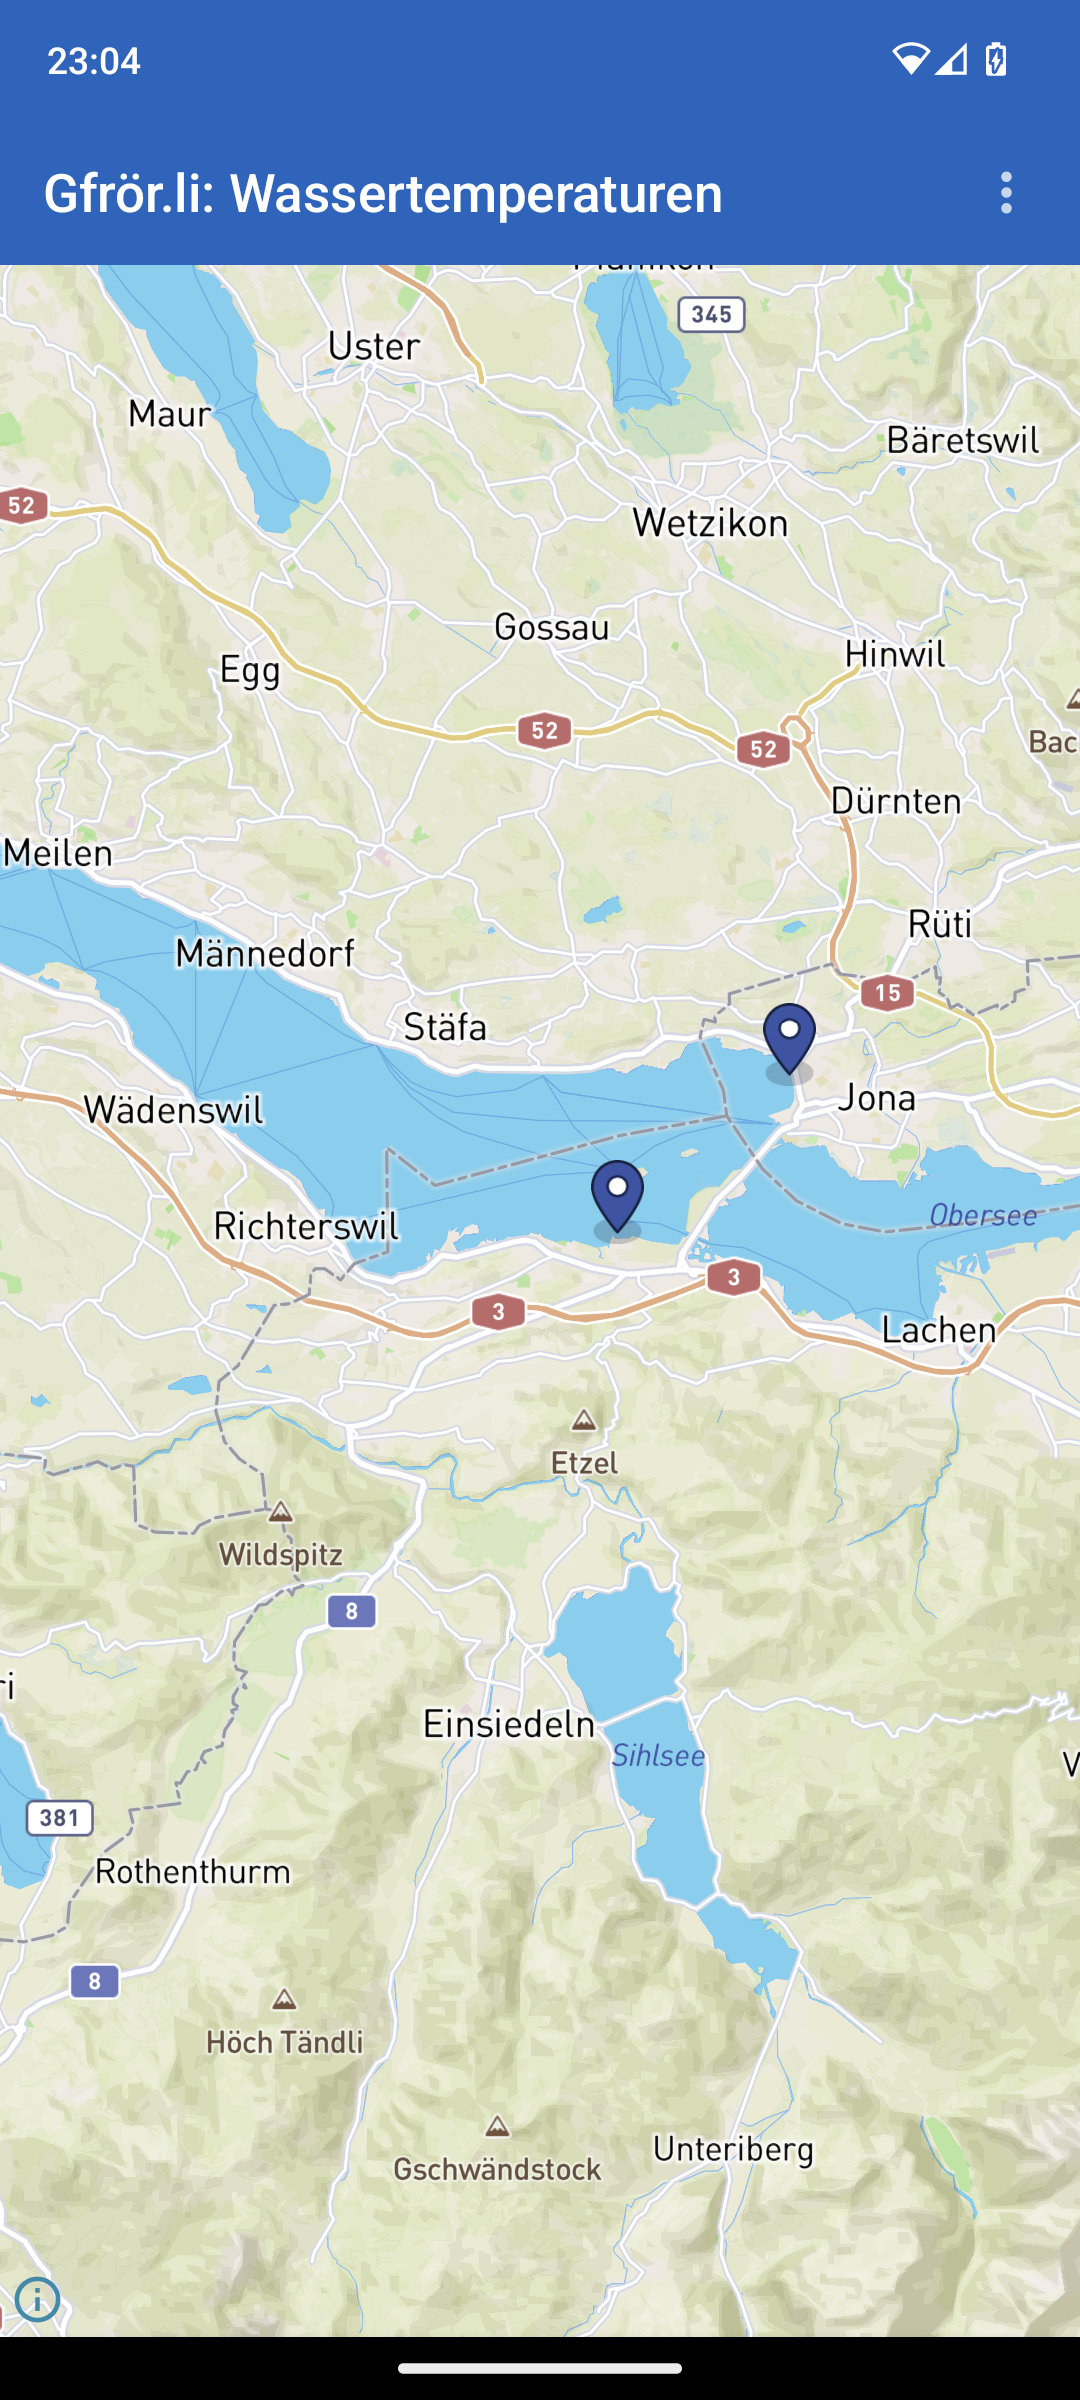 23:04
Gfrör.li: Wassertemperaturen
345
Uster
Maur
Bäretswil
52
Wetzikon
Gossau
Hinwil
Egg
52
52
Bac
Dürnten
Meilen
Rüti
Männedorf
15
Stäfa
Jona
Wädenswil
Obersee
Richterswil
3
3
Lachen
Etzel
Wildspitz
8
Einsiedeln
Sihlsee
381
Rothenthurm
8
Höch Tändli
Unteriberg
Gschwändstock